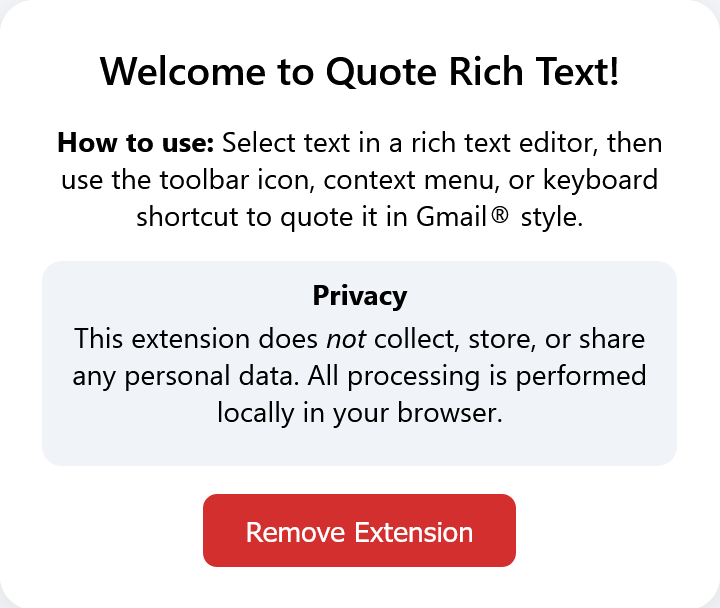 Welcome to Quote Rich Text!
How to use: Select text in a rich text editor, then
use the toolbar icon, context menu, or keyboard
shortcut to quote it in Gmail® style.
Privacy
This extension does not collect, store, or share
any personal data. All processing is performed
locally in your browser.
Remove Extension